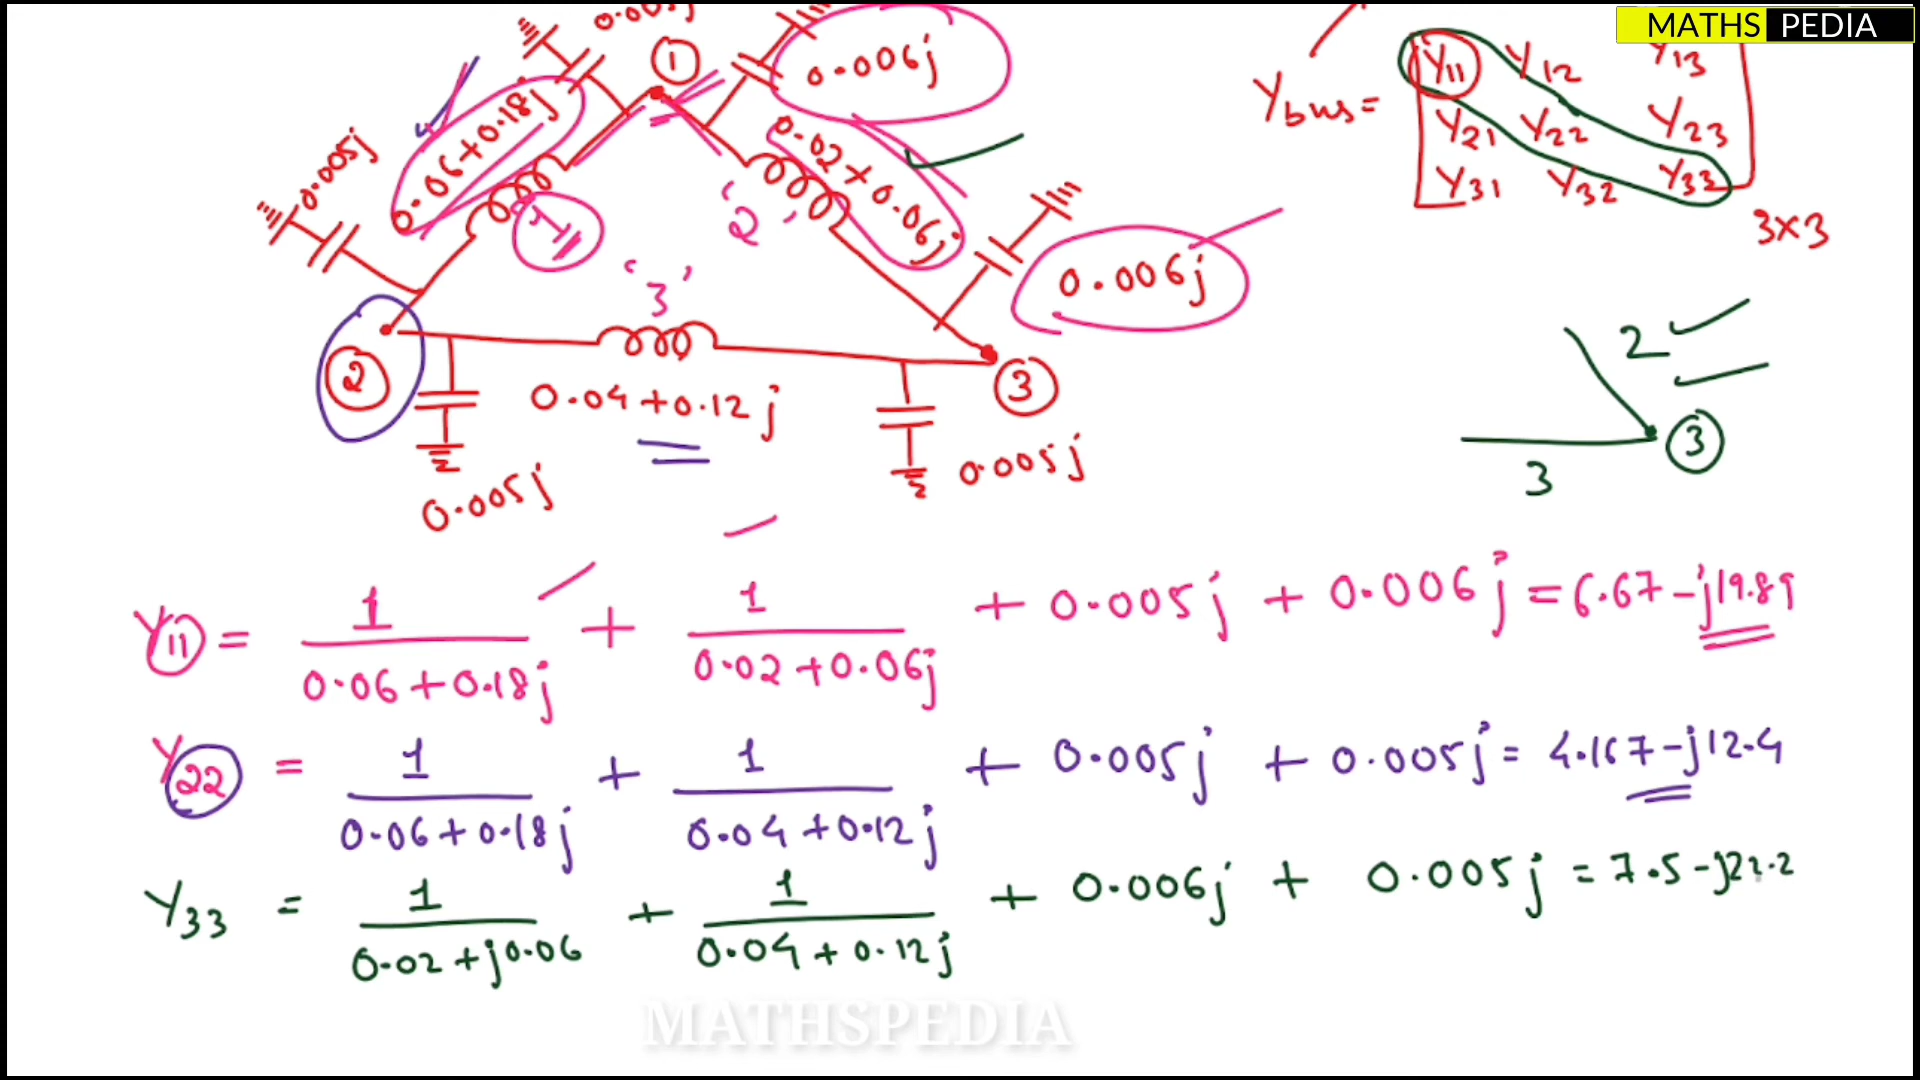 MATHS PEDIA
0.005j
1
0.006j
0.06+0.18j
0.02+0.06j
0.005j
'1'
'2'
'3'
0.006j
2
3
0.04+0.12j
0.005j
0.005j
Ybus =
Y11 Y12 Y13
Y21 Y22 Y23
Y31 Y32 Y33
3×3
2
3
3
Y11 = 1/(0.06+0.18j) + 1/(0.02+0.06j) + 0.005j + 0.006j = 6.67-j19.89
Y22 = 1/(0.06+0.18j) + 1/(0.04+0.12j) + 0.005j + 0.005j = 4.167-j12.4
Y33 = 1/(0.02+j0.06) + 1/(0.04+0.12j) + 0.006j + 0.005j = 7.5-j22.2
MATHSPEDIA